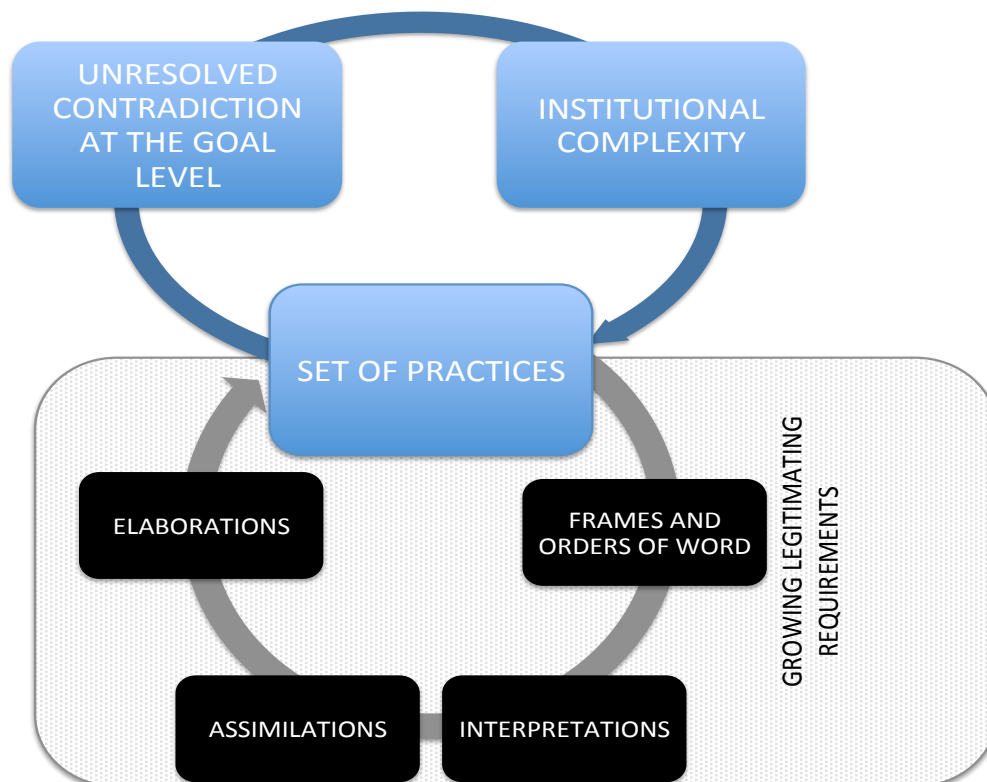 UNRESOLVED
CONTRADICTION
AT THE GOAL
LEVEL
INSTITUTIONAL
COMPLEXITY
SET OF PRACTICES
ELABORATIONS
FRAMES AND
ORDERS OF WORD
GROWING LEGITIMATING
REQUIREMENTS
ASSIMILATIONS
INTERPRETATIONS